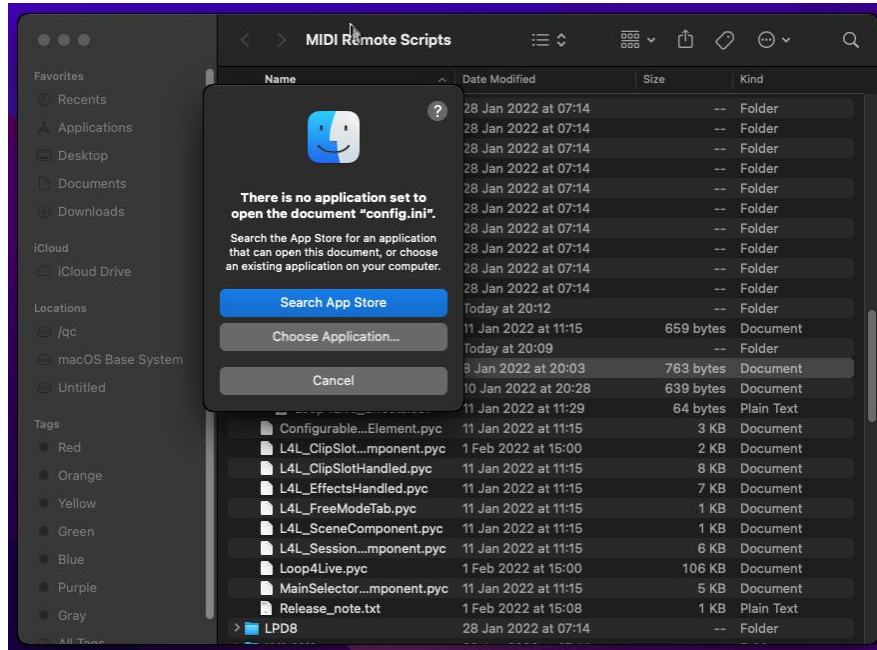 MIDI Remote Scripts
Favorites
Recents
Applications
Desktop
Documents
Downloads
iCloud
iCloud Drive
Locations
/qc
macOS Base System
Untitled
Tags
Red
Orange
Yellow
Green
Blue
Purple
Gray
All Tags
?
There is no application set to
open the document “config.ini”.
Search the App Store for an application
that can open this document, or choose
an existing application on your computer.
Search App Store
Choose Application...
Cancel
Name Date Modified Size Kind
28 Jan 2022 at 07:14 -- Folder
28 Jan 2022 at 07:14 -- Folder
28 Jan 2022 at 07:14 -- Folder
28 Jan 2022 at 07:14 -- Folder
28 Jan 2022 at 07:14 -- Folder
28 Jan 2022 at 07:14 -- Folder
28 Jan 2022 at 07:14 -- Folder
28 Jan 2022 at 07:14 -- Folder
28 Jan 2022 at 07:14 -- Folder
28 Jan 2022 at 07:14 -- Folder
Today at 20:12 -- Folder
11 Jan 2022 at 11:15 659 bytes Document
Today at 20:09 -- Folder
8 Jan 2022 at 20:03 763 bytes Document
10 Jan 2022 at 20:28 639 bytes Document
11 Jan 2022 at 11:29 64 bytes Plain Text
Configurable...Element.pyc 11 Jan 2022 at 11:15 3 KB Document
L4L_ClipSlot...mponent.pyc 1 Feb 2022 at 15:00 2 KB Document
L4L_ClipSlotHandled.pyc 11 Jan 2022 at 11:15 8 KB Document
L4L_EffectsHandled.pyc 11 Jan 2022 at 11:15 7 KB Document
L4L_FreeModeTab.pyc 11 Jan 2022 at 11:15 1 KB Document
L4L_SceneComponent.pyc 11 Jan 2022 at 11:15 1 KB Document
L4L_Session...mponent.pyc 11 Jan 2022 at 11:15 6 KB Document
Loop4Live.pyc 1 Feb 2022 at 15:00 106 KB Document
MainSelector...mponent.pyc 11 Jan 2022 at 11:15 5 KB Document
Release_note.txt 1 Feb 2022 at 15:08 1 KB Plain Text
LPD8 28 Jan 2022 at 07:14 -- Folder